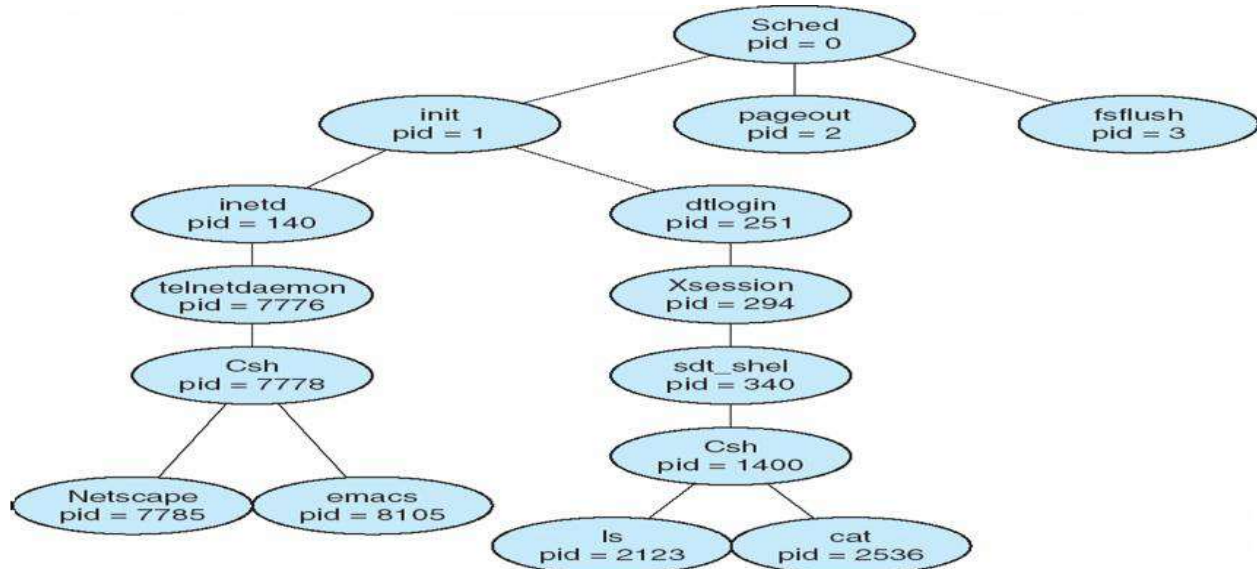 Sched
pid = 0
init
pid = 1
pageout
pid = 2
fsflush
pid = 3
inetd
pid = 140
dtlogin
pid = 251
telnetdaemon
pid = 7776
Xsession
pid = 294
Csh
pid = 7778
sdt_shel
pid = 340
Csh
pid = 1400
Netscape
pid = 7785
emacs
pid = 8105
ls
pid = 2123
cat
pid = 2536